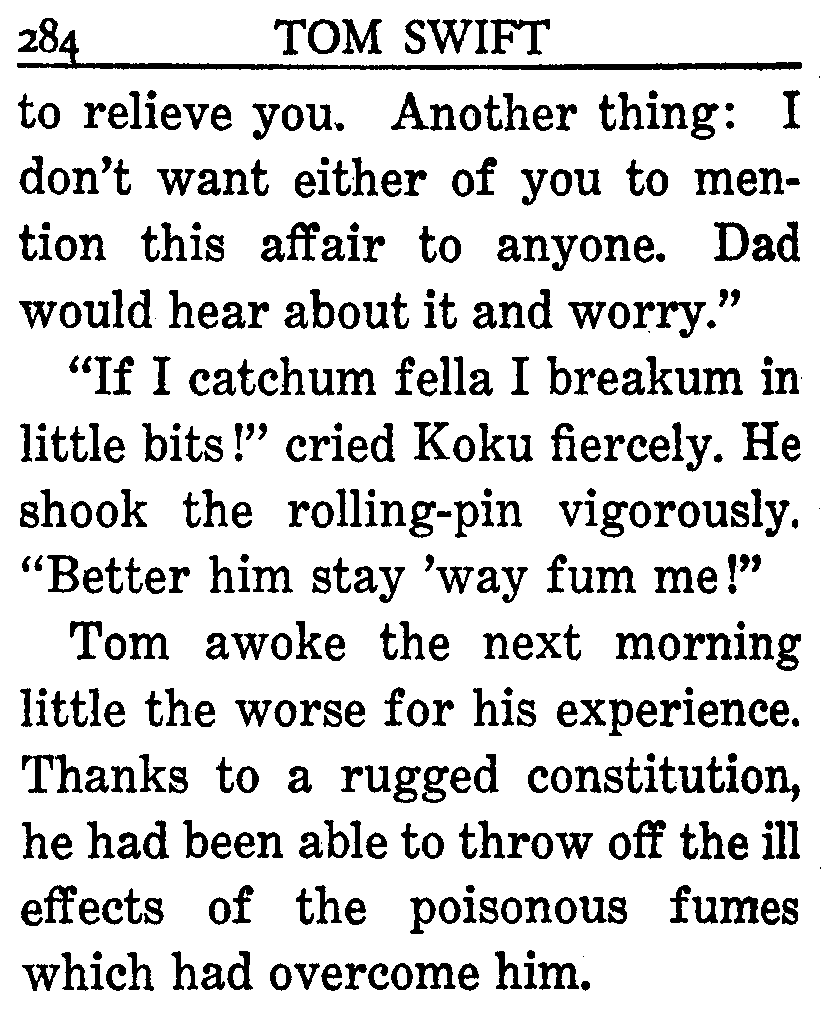 284 TOM SWIFT
to relieve you. Another thing: I
don't want either of you to men-
tion this affair to anyone. Dad
would hear about it and worry.”
“If I catchum fella I breakum in
little bits!” cried Koku fiercely. He
shook the rolling-pin vigorously.
“Better him stay ’way fum me!”
Tom awoke the next morning
little the worse for his experience.
Thanks to a rugged constitution,
he had been able to throw off the ill
effects of the poisonous fumes
which had overcome him.